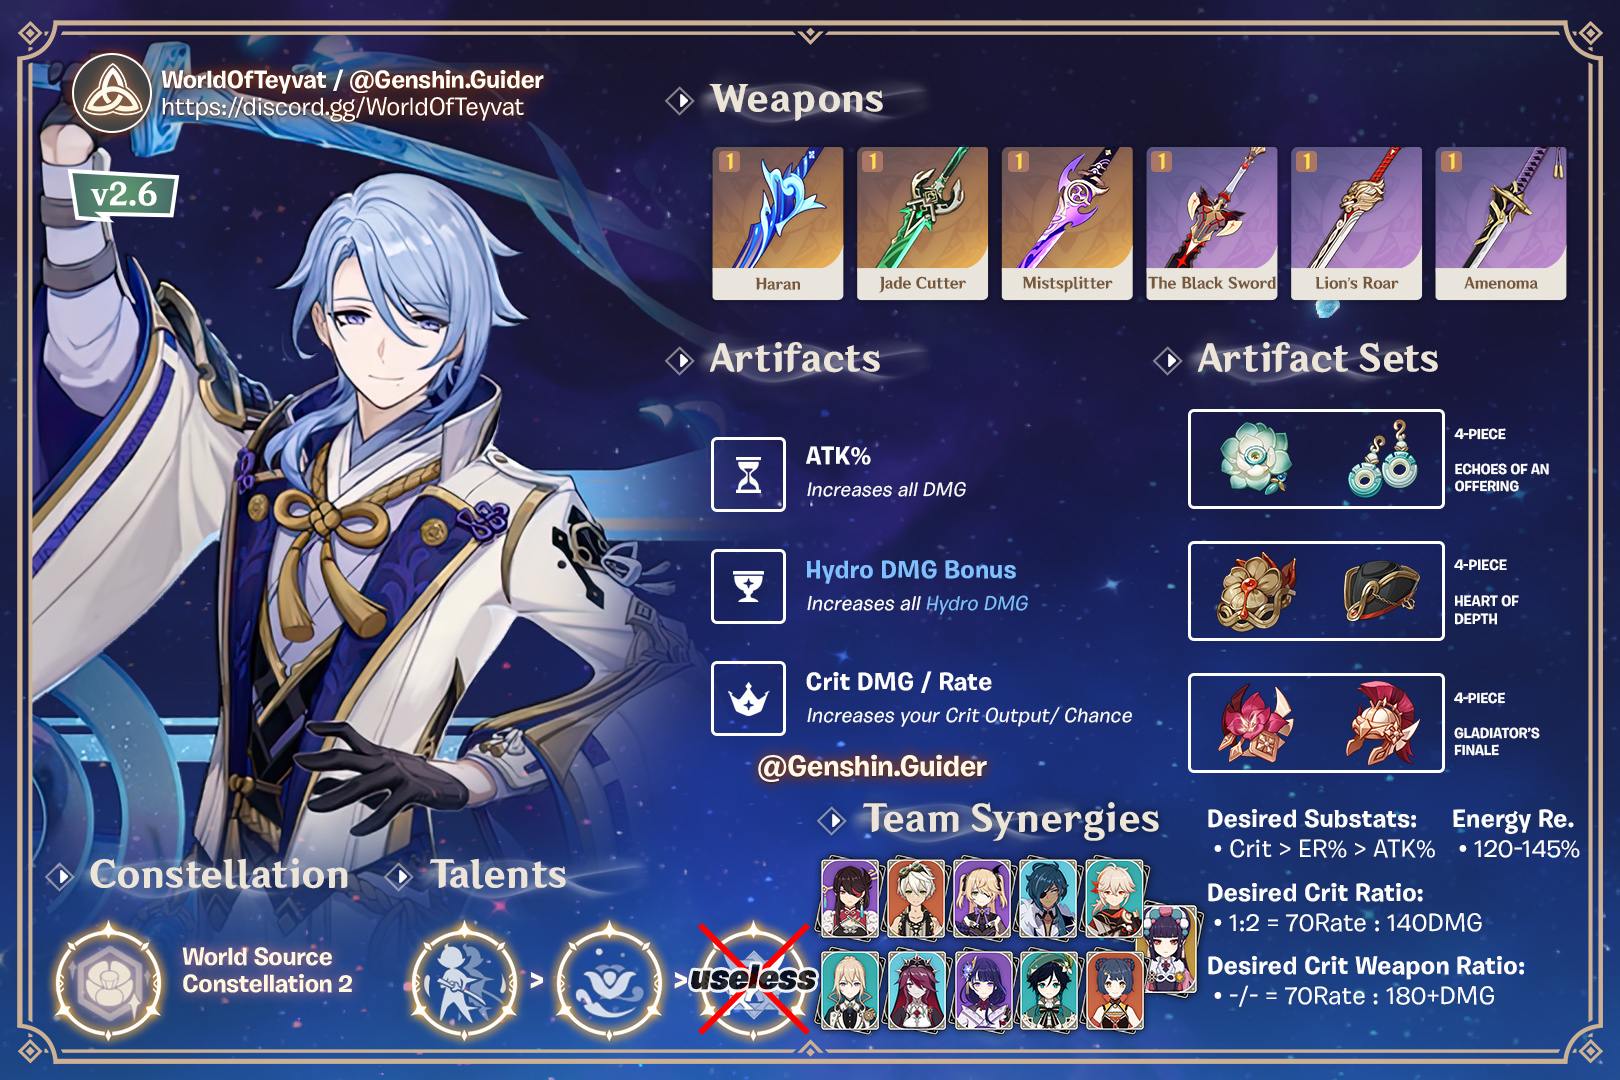 WorldOfTeyvat / @Genshin.Guider
https://discord.gg/WorldOfTeyvat
v2.6
Weapons
1 1 1 1 1 1
Haran Jade Cutter Mistsplitter The Black Sword Lion's Roar Amenoma
Artifacts
ATK%
Increases all DMG
Hydro DMG Bonus
Increases all Hydro DMG
Crit DMG / Rate
Increases your Crit Output/ Chance
@Genshin.Guider
Artifact Sets
4-PIECE
ECHOES OF AN
OFFERING
4-PIECE
HEART OF
DEPTH
4-PIECE
GLADIATOR'S
FINALE
Constellation
World Source
Constellation 2
Talents
> >
useless
Team Synergies
Desired Substats:
• Crit > ER% > ATK%
Energy Re.
• 120-145%
Desired Crit Ratio:
• 1:2 = 70Rate : 140DMG
Desired Crit Weapon Ratio:
• -/- = 70Rate : 180+DMG